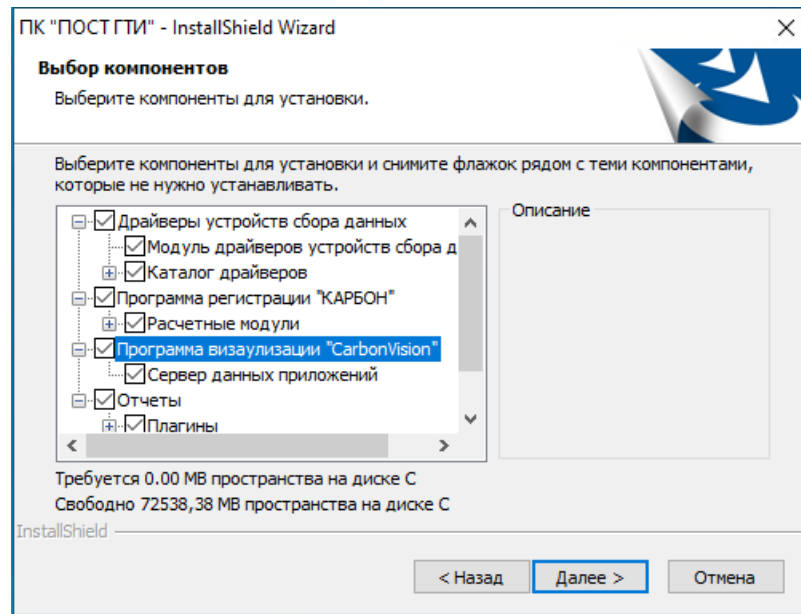 ПК "ПОСТ ГТИ" - InstallShield Wizard
Выбор компонентов
Выберите компоненты для установки.
Выберите компоненты для установки и снимите флажок рядом с теми компонентами,
которые не нужно устанавливать.
Драйверы устройств сбора данных
Модуль драйверов устройств сбора д
Каталог драйверов
Программа регистрации "КАРБОН"
Расчетные модули
Программа визаулизации "CarbonVision"
Сервер данных приложений
Отчеты
Плагины
Описание
Требуется 0.00 MB пространства на диске C
Свободно 72538,38 MB пространства на диске C
InstallShield
< Назад
Далее >
Отмена